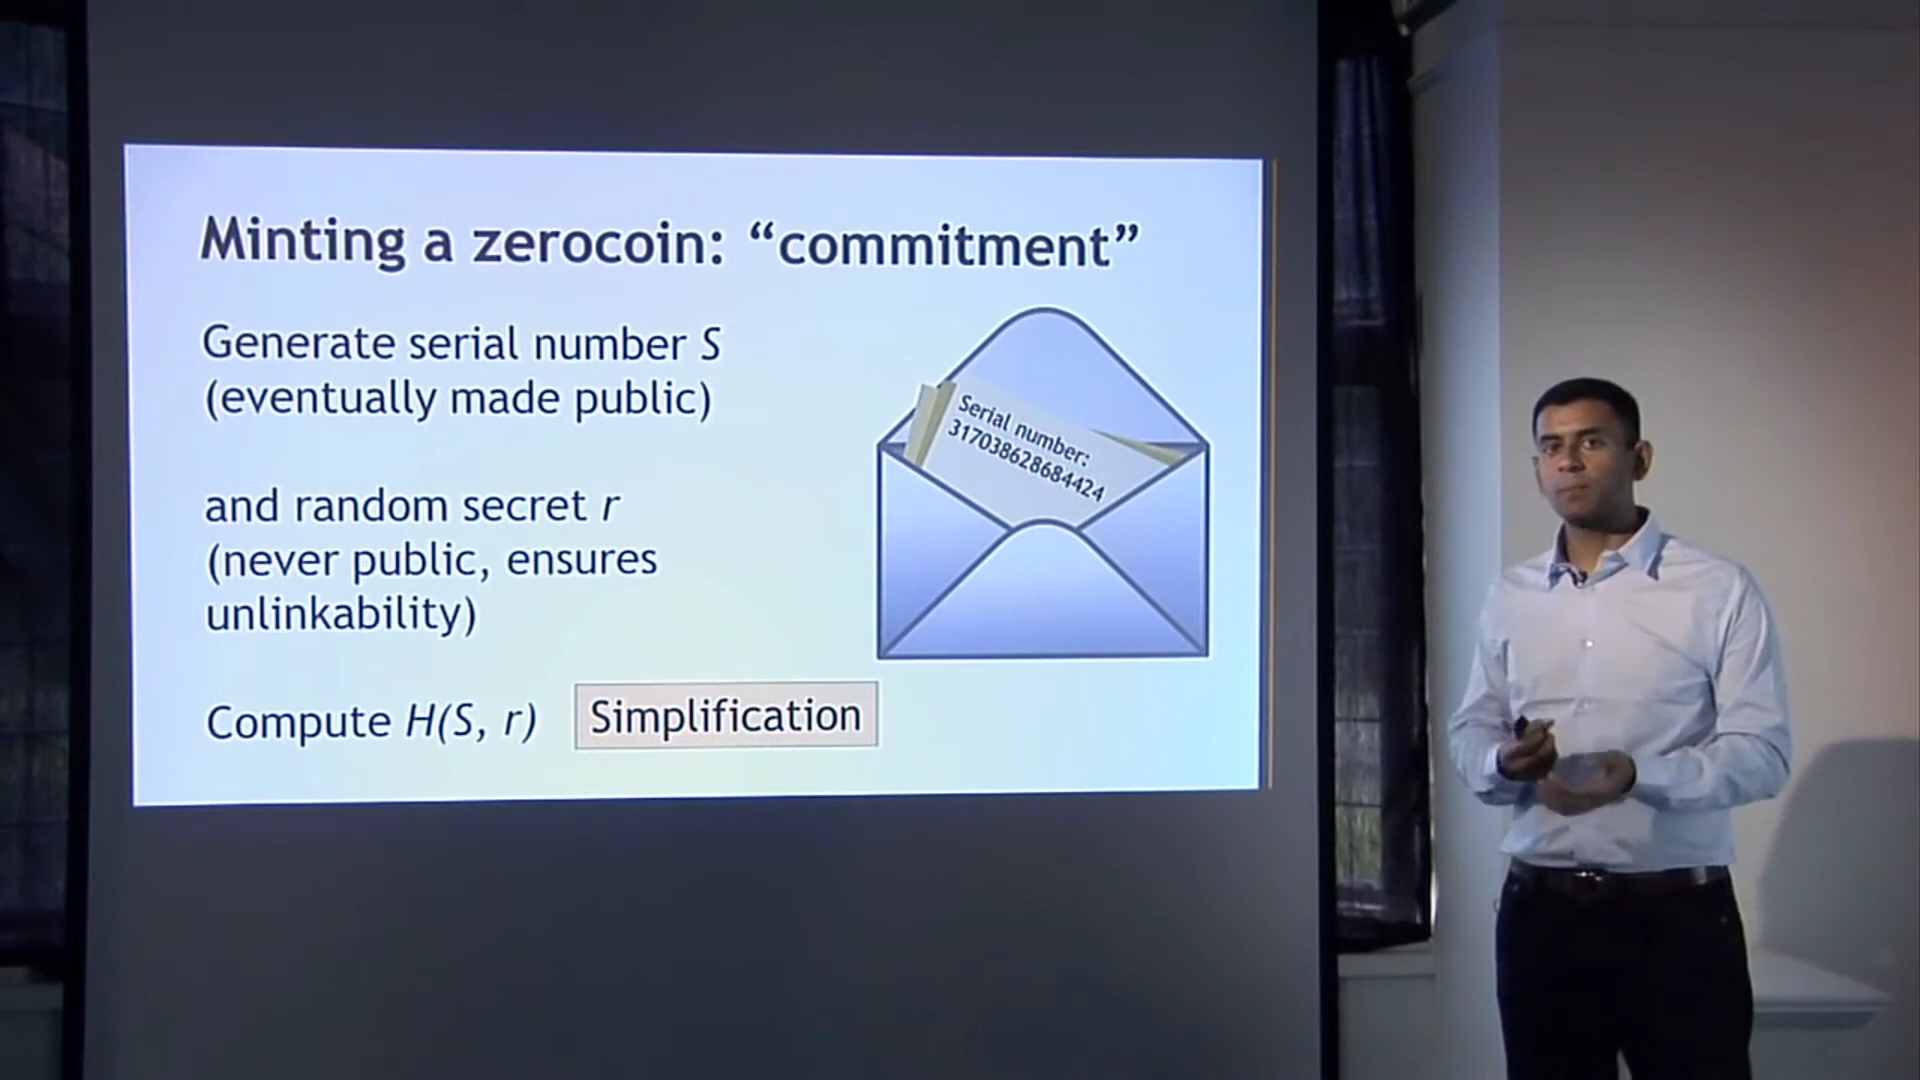 Minting a zerocoin: “commitment”
Generate serial number S
(eventually made public)
and random secret r
(never public, ensures
unlinkability)
Compute H(S, r)
Simplification
Serial number:
317038628684424